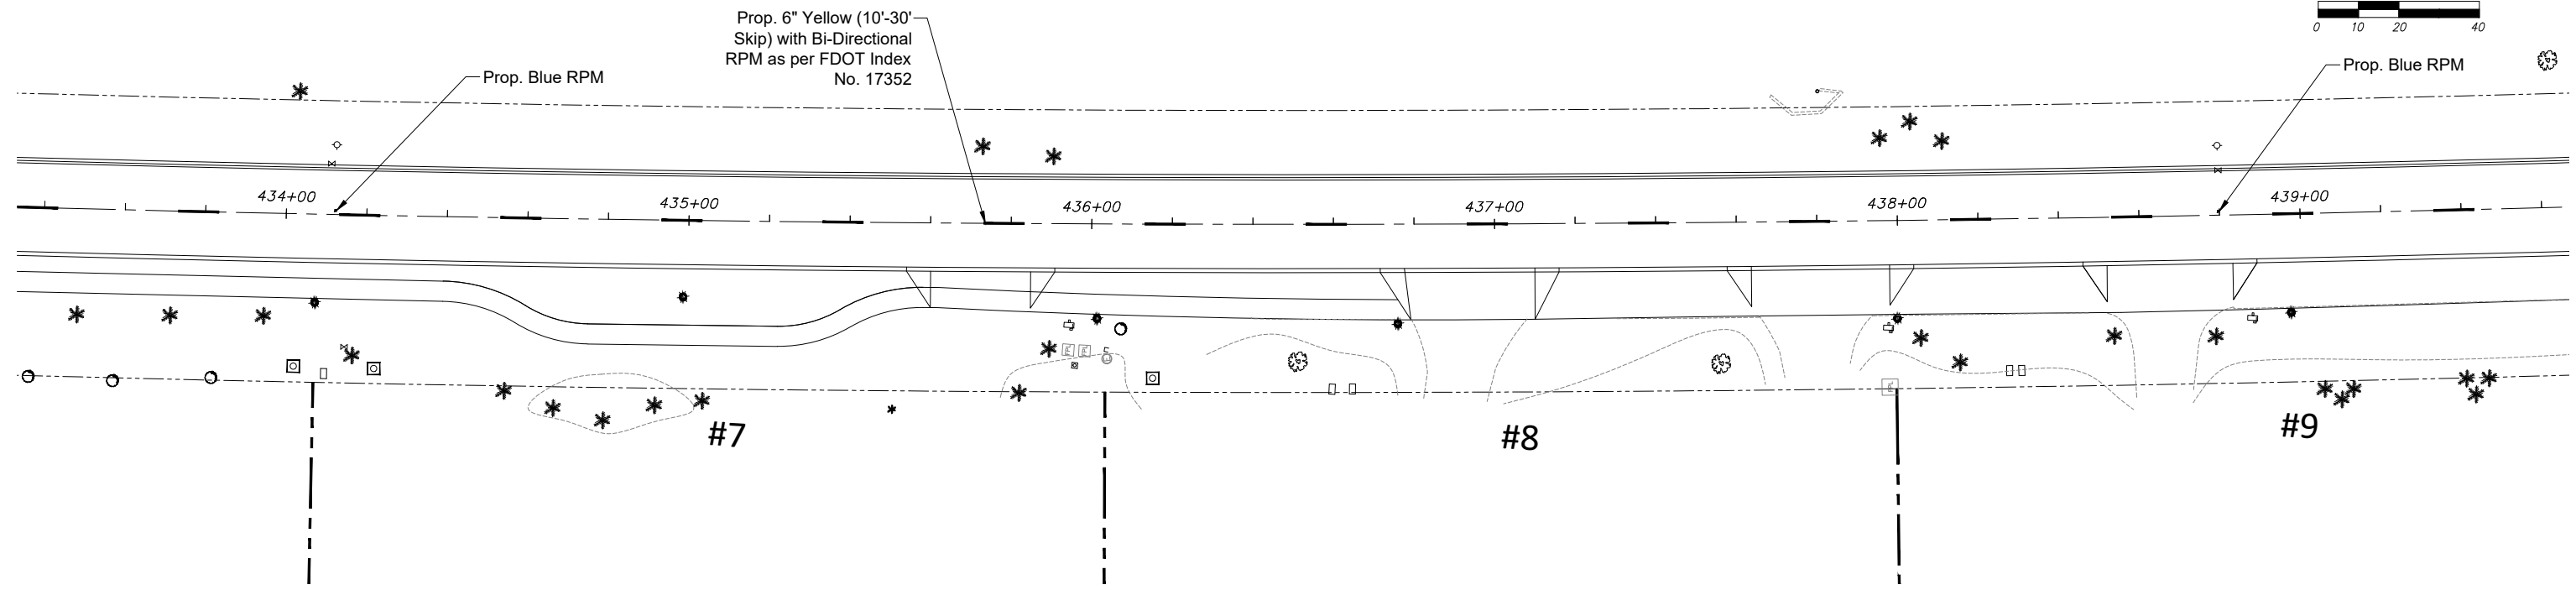 Prop. 6" Yellow (10'-30'
Skip) with Bi-Directional
RPM as per FDOT Index
No. 17352
0 10 20 40
Prop. Blue RPM
Prop. Blue RPM
434+00
435+00
436+00
437+00
438+00
439+00
#7
#8
#9